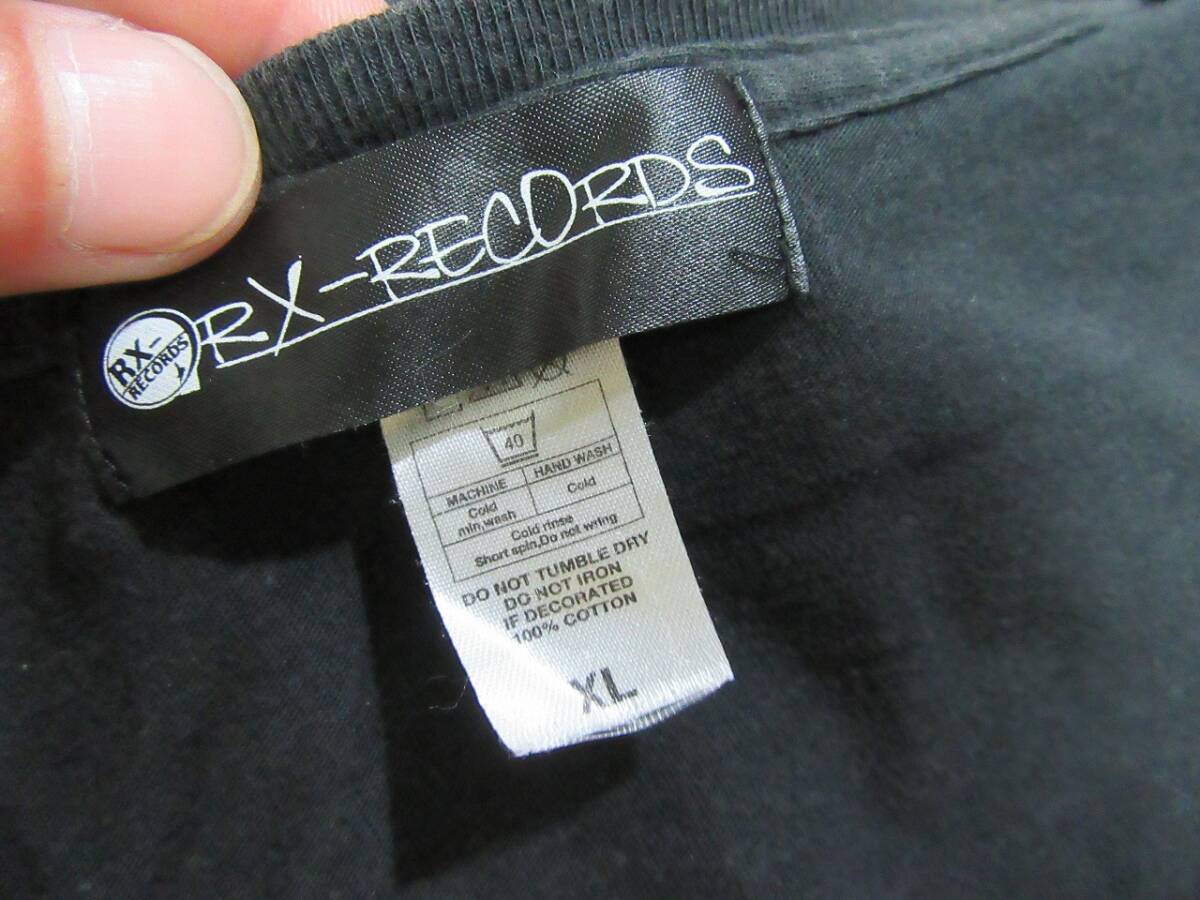 RX-RECORDS
RX-
RECORDS
40
MACHINE
HAND WASH
Cold
min.wash
Cold
Cold rinse
Short spin,Do not wring
DO NOT TUMBLE DRY
DO NOT IRON
IF DECORATED
100% COTTON
XL